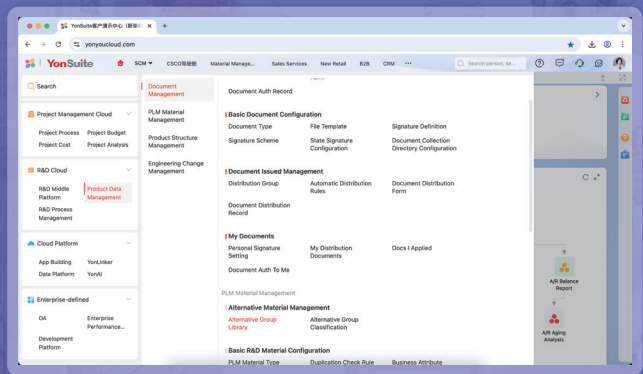 YonSuite客户演示中心（新架
yonyoucloud.com
YonSuite
SCM
Material Manage...
Sales Services
New Retail
B2B
CRM
Search person, se...
Search
Project Management Cloud
Project Process Project Budget
Project Cost Project Analysis
R&D Cloud
R&D Middle
Platform
Product Data
Management
R&D Process
Management
Cloud Platform
App Building YonLinker
Data Platform YonAI
Enterprise-defined
OA
Enterprise
Performance...
Development
Platform
Document
Management
PLM Material
Management
Product Structure
Management
Engineering Change
Management
Document Auth Record
Basic Document Configuration
Document Type
File Template
Signature Definition
Signature Scheme
State Signature
Configuration
Document Collection
Directory Configuration
Document Issued Management
Distribution Group
Automatic Distribution
Rules
Document Distribution
Form
Document Distribution
Record
My Documents
Personal Signature
Setting
My Distribution
Documents
Docs I Applied
Document Auth To Me
PLM Material Management
Alternative Material Management
Alternative Group
Library
Alternative Group
Classification
Basic R&D Material Configuration
PLM Material Type
Duplication Check Rule
Business Attribute
A/R Balance
Report
A/R Aging
Analysis